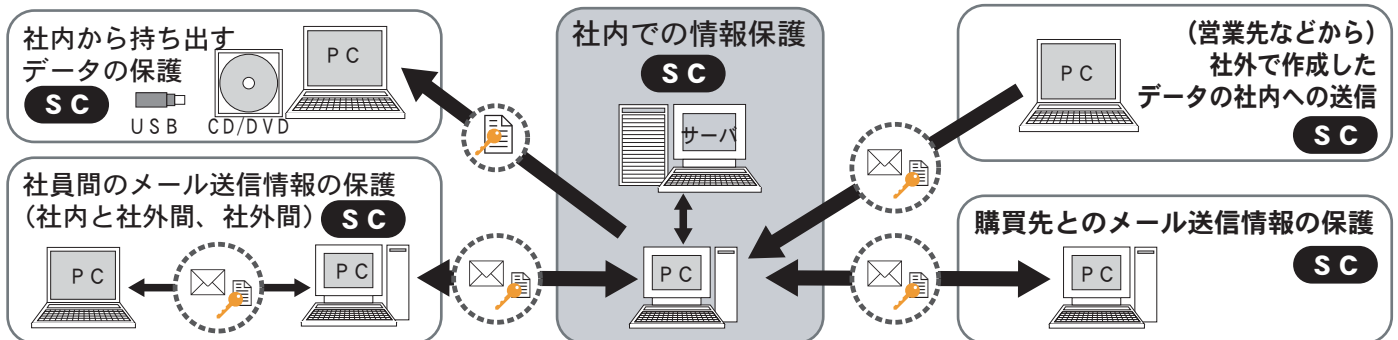 社内から持ち出す
データの保護
SC
USB
CD/DVD
PC
社員間のメール送信情報の保護
(社内と社外間、社外間)
SC
PC
PC
社内での情報保護
SC
サーバ
PC
(営業先などから)
社外で作成した
データの社内への送信
SC
PC
購買先とのメール送信情報の保護
SC
PC